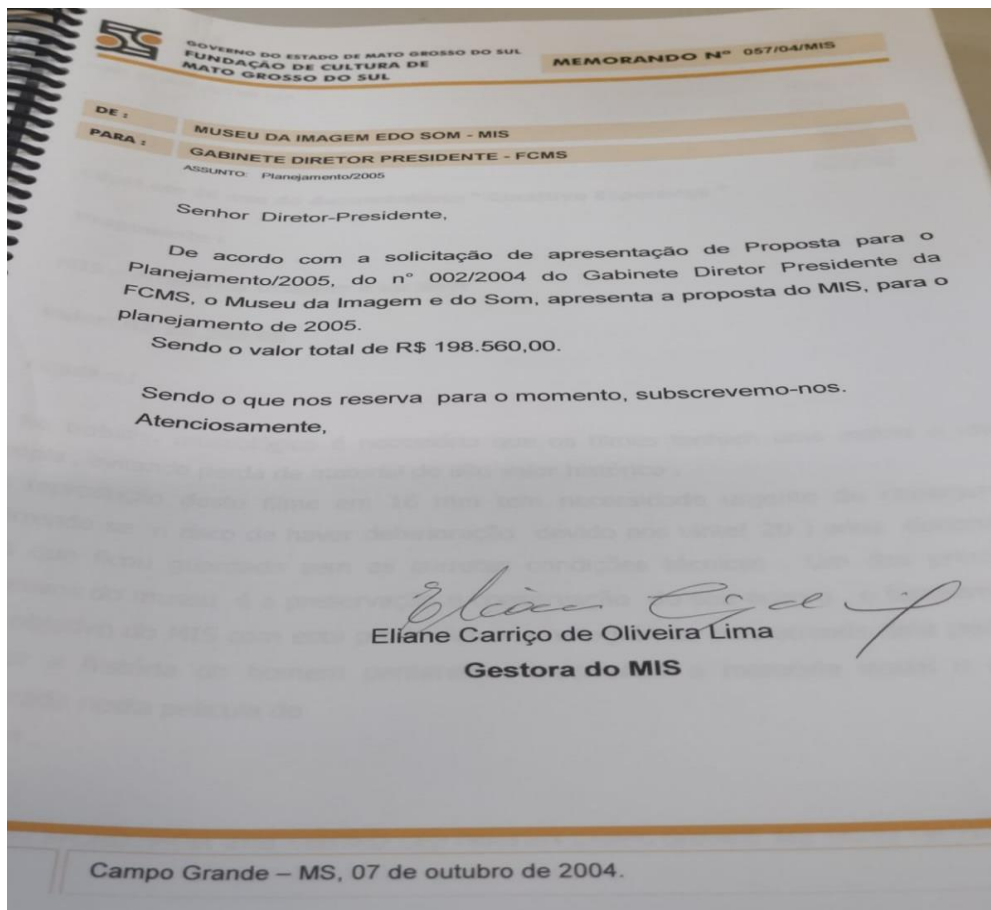 GOVERNO DO ESTADO DE MATO GROSSO DO SUL
FUNDAÇÃO DE CULTURA DE
MATO GROSSO DO SUL
MEMORANDO Nº 057/04/MIS
DE :
MUSEU DA IMAGEM EDO SOM - MIS
PARA :
GABINETE DIRETOR PRESIDENTE - FCMS
ASSUNTO: Planejamento/2005
Senhor Diretor-Presidente,
De acordo com a solicitação de apresentação de Proposta para o
Planejamento/2005, do n° 002/2004 do Gabinete Diretor Presidente da
FCMS, o Museu da Imagem e do Som, apresenta a proposta do MIS, para o
planejamento de 2005.
Sendo o valor total de R$ 198.560,00.
Sendo o que nos reserva para o momento, subscrevemo-nos.
Atenciosamente,
Eliane Carriço de Oliveira Lima
Gestora do MIS
Campo Grande – MS, 07 de outubro de 2004.